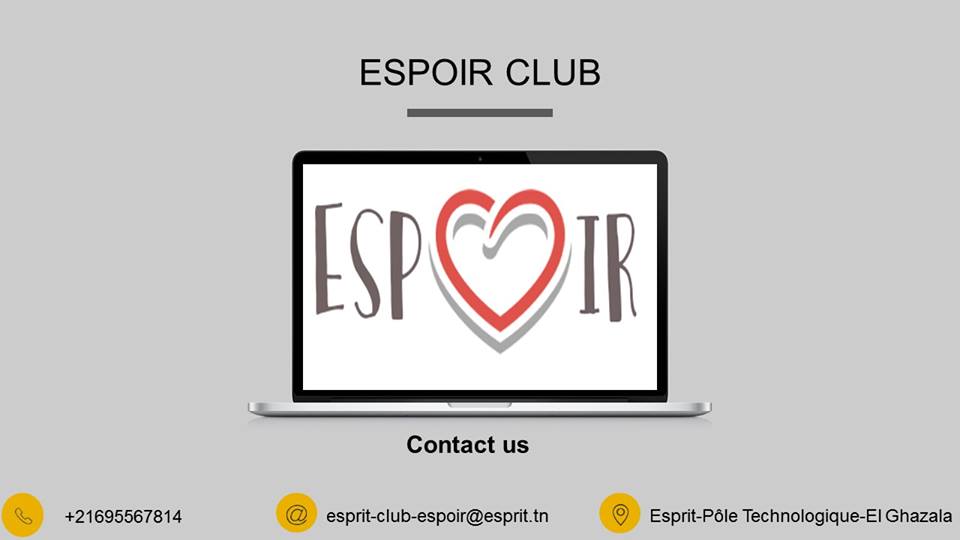 ESPOIR CLUB
ESPOIR
Contact us
+21695567814
esprit-club-espoir@esprit.tn
Esprit-Pôle Technologique-El Ghazala